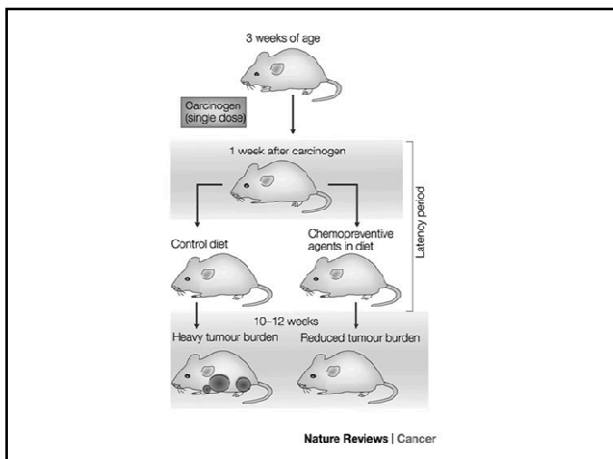 3 weeks of age
Carcinogen
(single dose)
1 week after carcinogen
Control diet
Chemopreventive
agents in diet
Latency period
10–12 weeks
Heavy tumour burden
Reduced tumour burden
Nature Reviews | Cancer